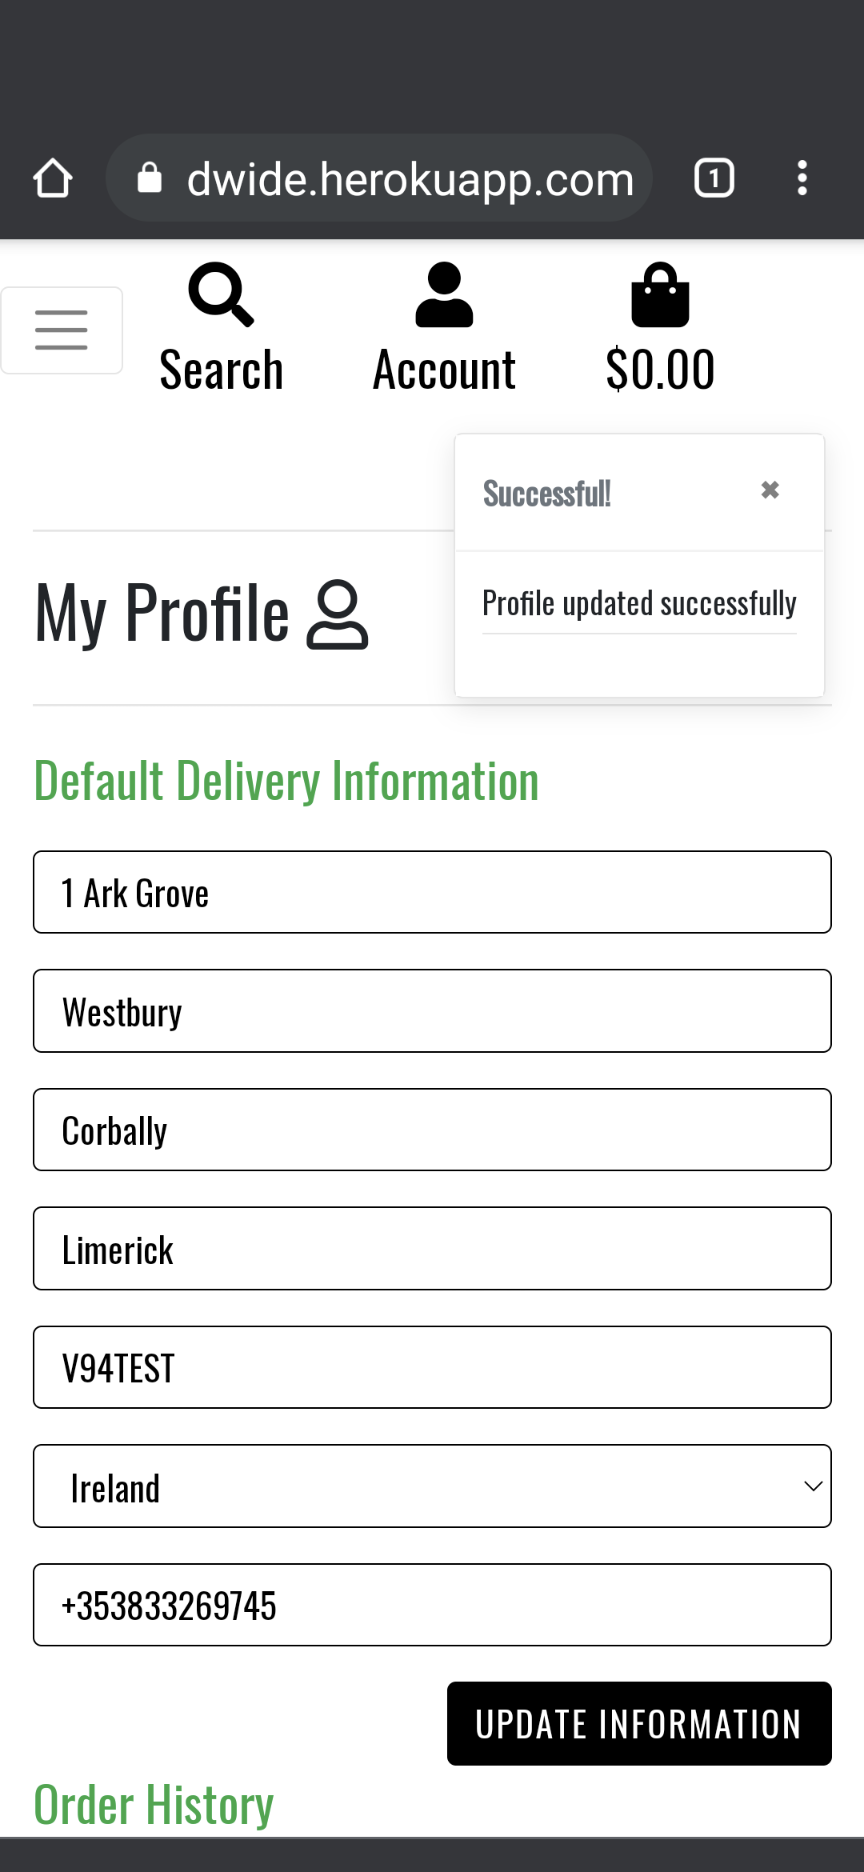 dwide.herokuapp.com
1
Search
Account
$0.00
Successful!
Profile updated successfully
My Profile
Default Delivery Information
1 Ark Grove
Westbury
Corbally
Limerick
V94TEST
Ireland
+353833269745
UPDATE INFORMATION
Order History